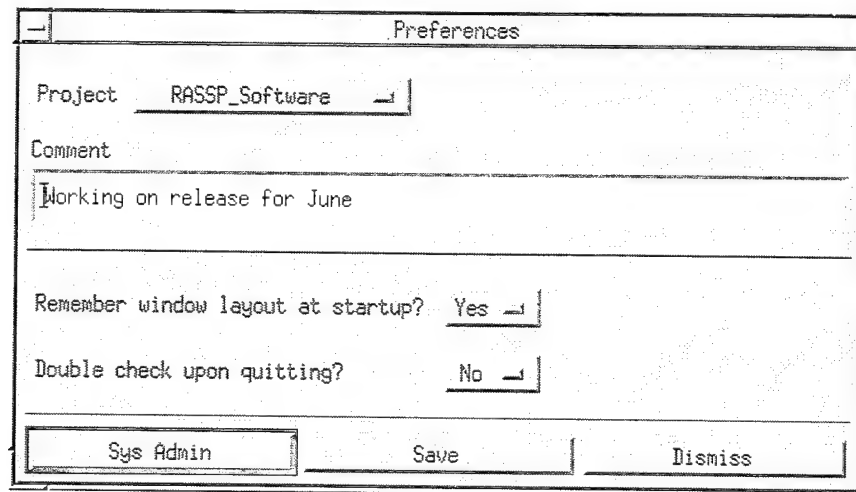 Preferences
Project RASSP_Software
Comment
Working on release for June
Remember window layout at startup? Yes
Double check upon quitting? No
Sys Admin Save Dismiss